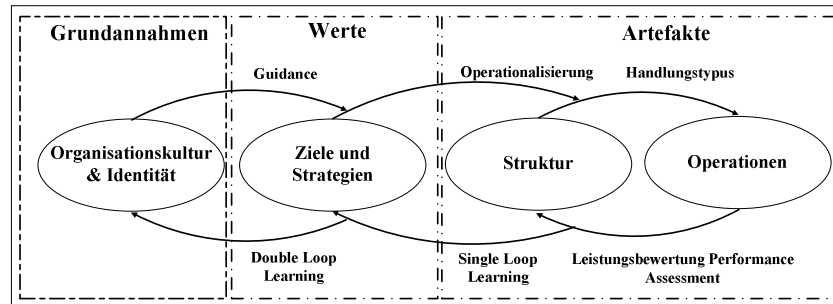 Grundannahmen
Werte
Artefakte
Guidance
Operationalisierung
Handlungstypus
Organisationskultur
& Identität
Ziele und
Strategien
Struktur
Operationen
Double Loop
Learning
Single Loop
Learning
Leistungsbewertung Performance
Assessment